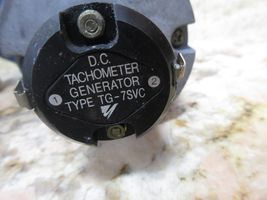 D.C.
TACHOMETER
GENERATOR
① ②
TYPE TG-7SVC